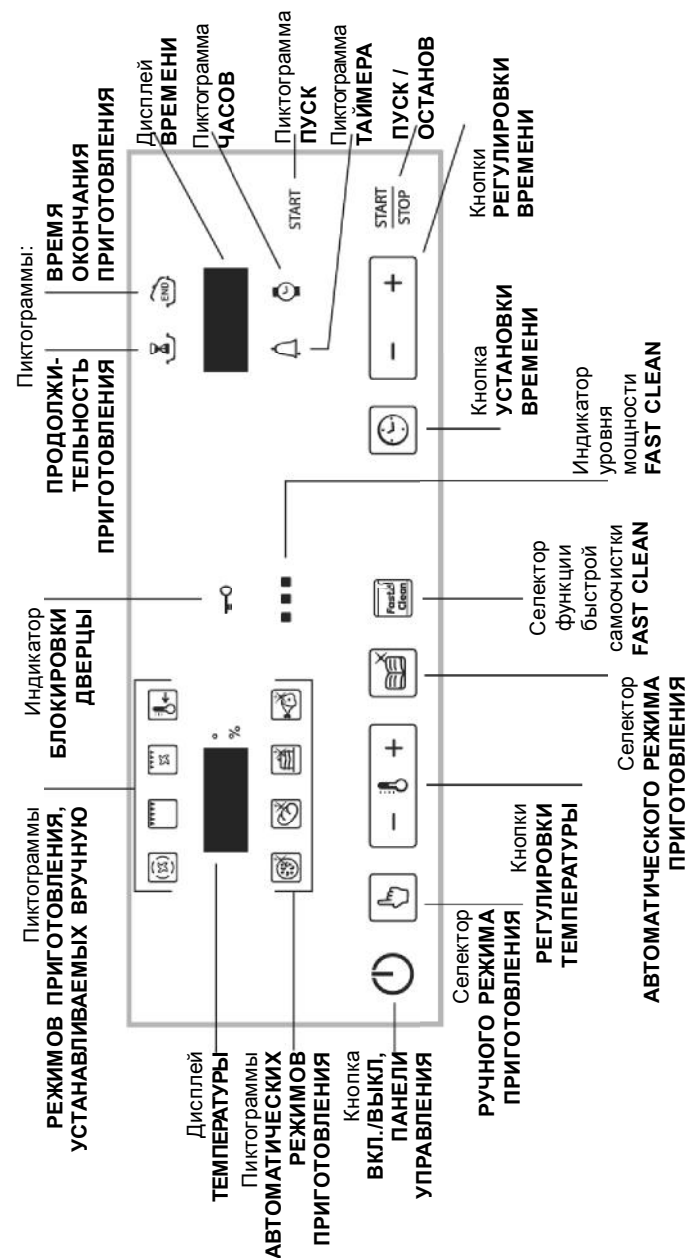 Пиктограммы
РЕЖИМОВ ПРИГОТОВЛЕНИЯ,
УСТАНАВЛИВАЕМЫХ ВРУЧНУЮ
Индикатор
БЛОКИРОВКИ
ДВЕРЦЫ
Пиктограммы:
ПРОДОЛЖИ-
ТЕЛЬНОСТЬ
ПРИГОТОВЛЕНИЯ
ВРЕМЯ
ОКОНЧАНИЯ
ПРИГОТОВЛЕНИЯ
Дисплей
ВРЕМЕНИ
Пиктограмма
ЧАСОВ
Пиктограмма
ПУСК
Пиктограмма
ТАЙМЕРА
ПУСК /
ОСТАНОВ
END
° %
START
− +
Fast
Clean
− +
START
STOP
Дисплей
ТЕМПЕРАТУРЫ
Пиктограммы
АВТОМАТИЧЕСКИХ
РЕЖИМОВ
ПРИГОТОВЛЕНИЯ
Кнопка
ВКЛ./ВЫКЛ,
ПАНЕЛИ
УПРАВЛЕНИЯ
Селектор
РУЧНОГО РЕЖИМА
ПРИГОТОВЛЕНИЯ
Кнопки
РЕГУЛИРОВКИ
ТЕМПЕРАТУРЫ
Селектор
АВТОМАТИЧЕСКОГО РЕЖИМА
ПРИГОТОВЛЕНИЯ
Селектор
функции
быстрой
самоочистки
FAST CLEAN
Индикатор
уровня
мощности
FAST CLEAN
Кнопка
УСТАНОВКИ
ВРЕМЕНИ
Кнопки
РЕГУЛИРОВКИ
ВРЕМЕНИ